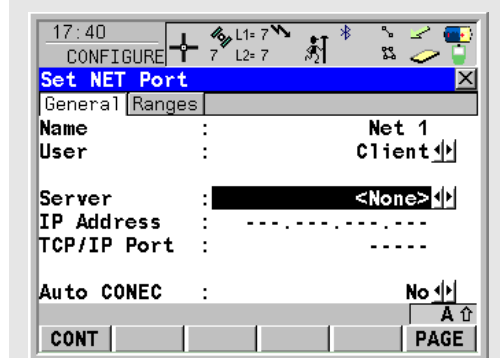 17:40
CONFIGURE
L1= 7
7 L2= 7
Set NET Port
General Ranges
Name : Net 1
User : Client
Server : <None>
IP Address : ---.---.---.---
TCP/IP Port : -----
Auto CONEC : No
A
CONT PAGE